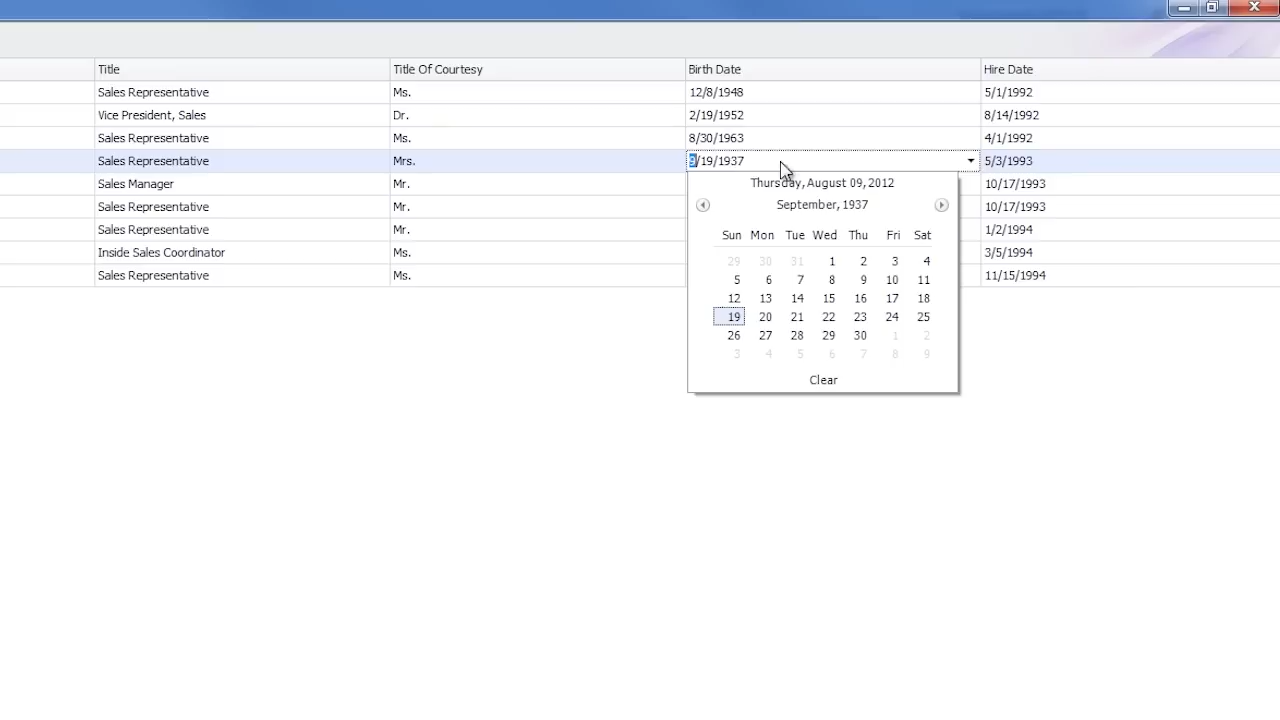 Title Title Of Courtesy Birth Date Hire Date
Sales Representative Ms. 12/8/1948 5/1/1992
Vice President, Sales Dr. 2/19/1952 8/14/1992
Sales Representative Ms. 8/30/1963 4/1/1992
Sales Representative Mrs. 9/19/1937 5/3/1993
Sales Manager Mr. 10/17/1993
Sales Representative Mr. 10/17/1993
Sales Representative Mr. 1/2/1994
Inside Sales Coordinator Ms. 3/5/1994
Sales Representative Ms. 11/15/1994
Thursday, August 09, 2012
September, 1937
Sun Mon Tue Wed Thu Fri Sat
29 30 31 1 2 3 4
5 6 7 8 9 10 11
12 13 14 15 16 17 18
19 20 21 22 23 24 25
26 27 28 29 30 1 2
3 4 5 6 7 8 9
Clear